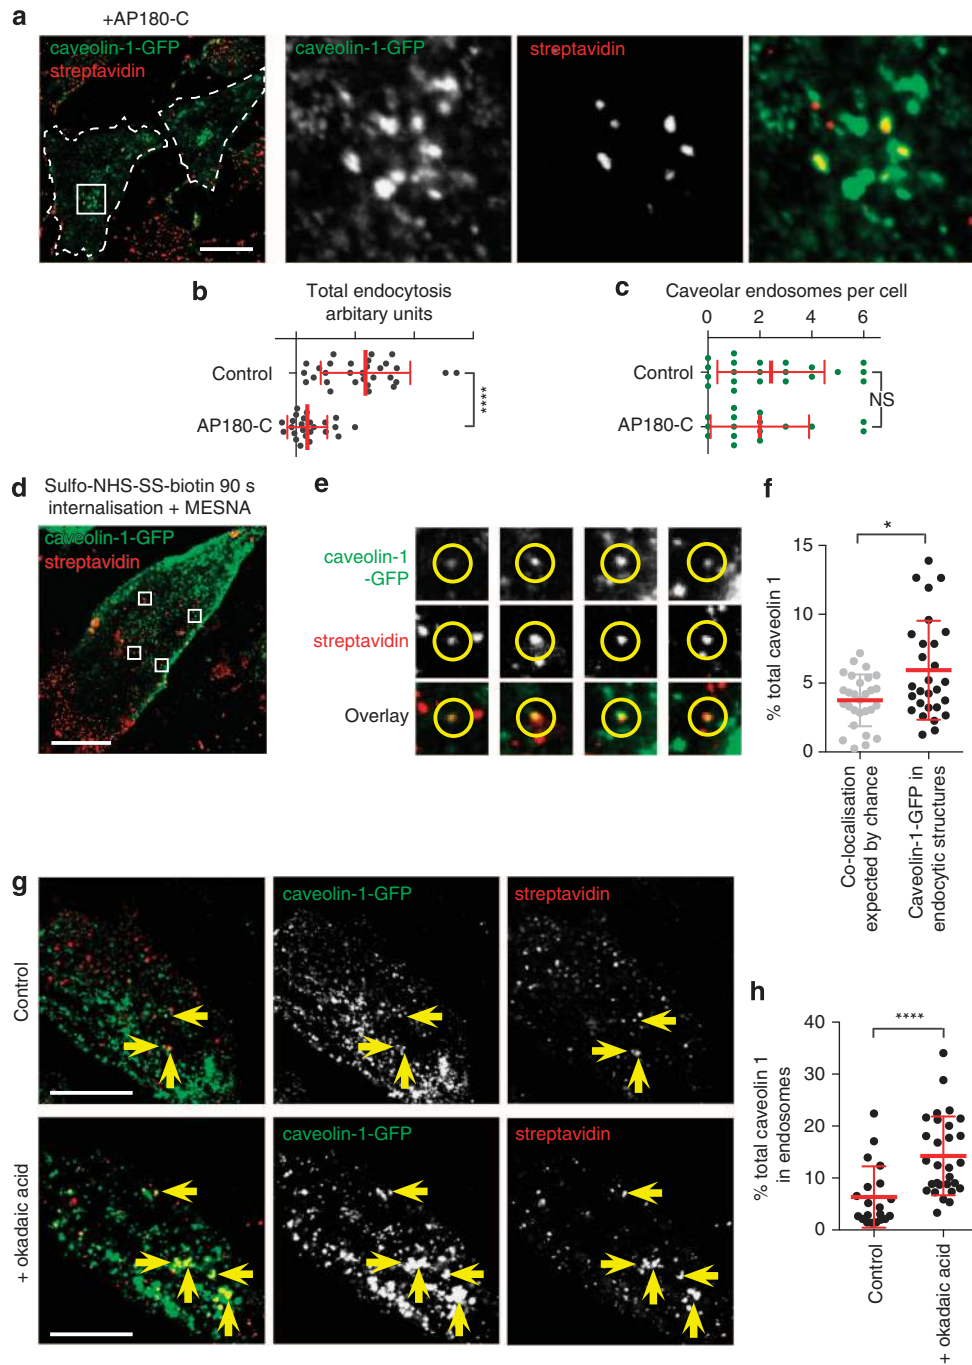 a
+AP180-C
caveolin-1-GFP
streptavidin
caveolin-1-GFP
streptavidin
b
Total endocytosis
arbitary units
Control
AP180-C
****
c
Caveolar endosomes per cell
0 2 4 6
Control
AP180-C
NS
d
Sulfo-NHS-SS-biotin 90 s
internalisation + MESNA
caveolin-1-GFP
streptavidin
e
caveolin-1
-GFP
streptavidin
Overlay
f
*
15
10
5
0
% total caveolin 1
Co-localisation
expected by chance
Caveolin-1-GFP in
endocytic structures
g
Control
caveolin-1-GFP
streptavidin
+ okadaic acid
caveolin-1-GFP
streptavidin
h
****
40
30
20
10
0
% total caveolin 1
in endosomes
Control
+ okadaic acid